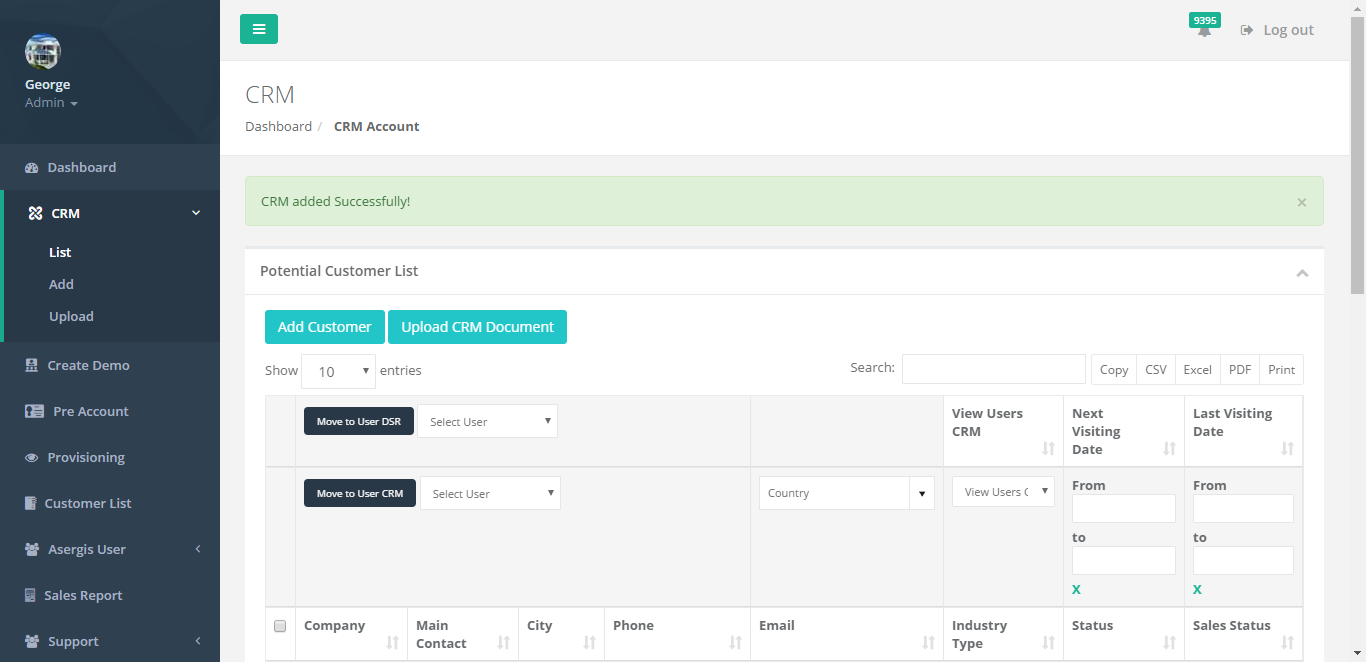 9395
Log out
George
Admin
Dashboard
CRM
List
Add
Upload
Create Demo
Pre Account
Provisioning
Customer List
Asergis User
Sales Report
Support
CRM
Dashboard / CRM Account
CRM added Successfully!
×
Potential Customer List
Add Customer
Upload CRM Document
Show 10 entries
Search:
Copy
CSV
Excel
PDF
Print
Move to User DSR
Select User
View Users
CRM
Next
Visiting
Date
Last Visiting
Date
Move to User CRM
Select User
Country
View Users C
From
to
X
From
to
X
Company
Main
Contact
City
Phone
Email
Industry
Type
Status
Sales Status